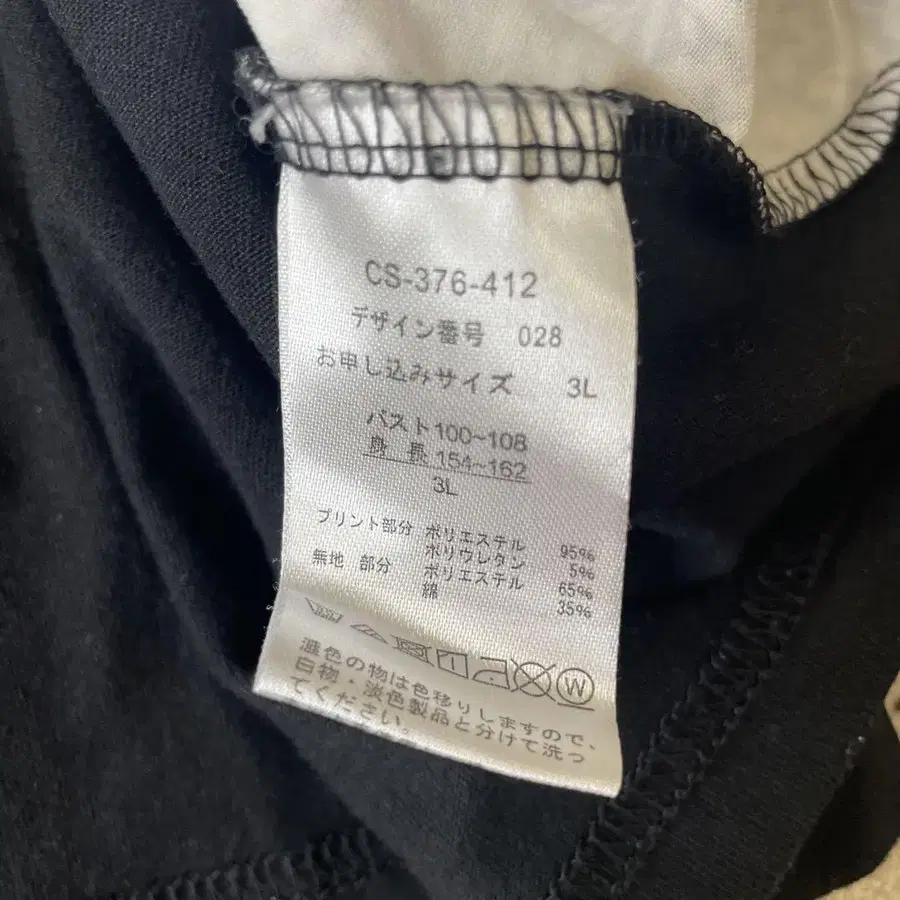 CS-376-412
デザイン番号 028
お申し込みサイズ 3L
バスト100~108
身長154~162
3L
プリント部分 ポリエステル 95%
ポリウレタン 5%
無地 部分 ポリエステル 65%
綿 35%
W
濃色の物は色移りしますので、
白物・淡色製品と分けて洗っ
てください。